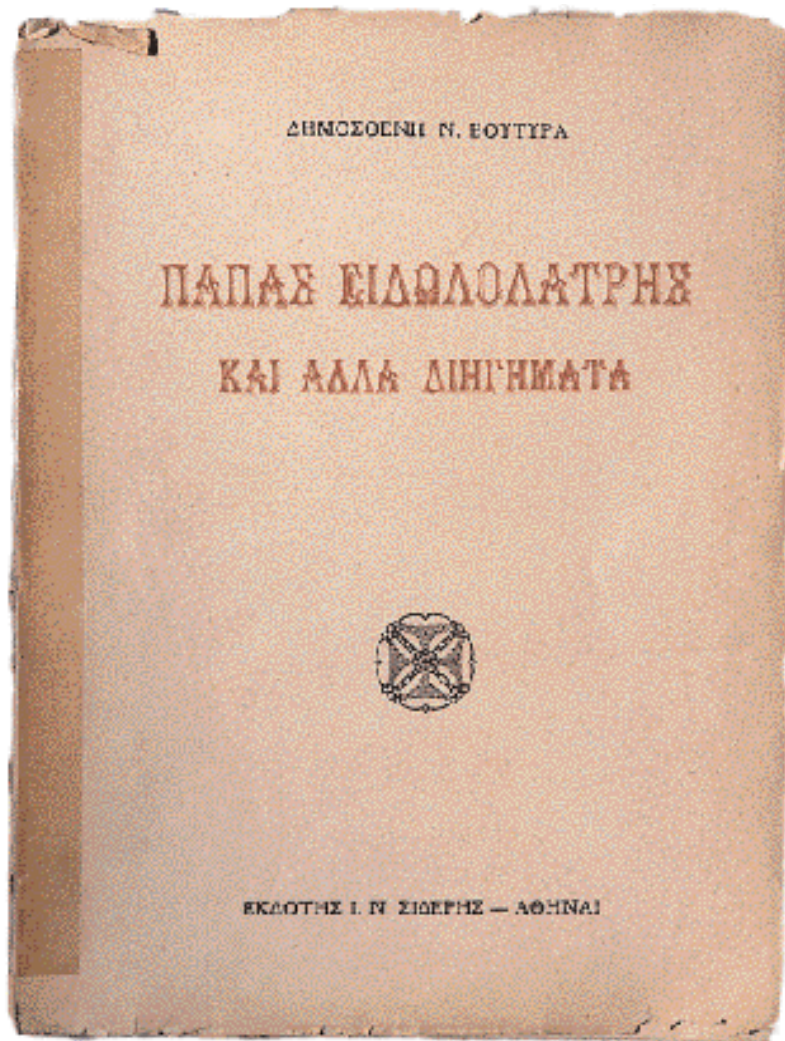 ΔΗΜΟΣΘΕΝΗ Ν. ΒΟΥΤΥΡΑ
ΠΑΠΑΣ ΕΙΔΩΛΟΛΑΤΡΗΣ
ΚΑΙ ΑΛΛΑ ΔΙΗΓΗΜΑΤΑ
ΕΚΔΟΤΗΣ Ι. Ν. ΣΙΔΕΡΗΣ — ΑΘΗΝΑΙ